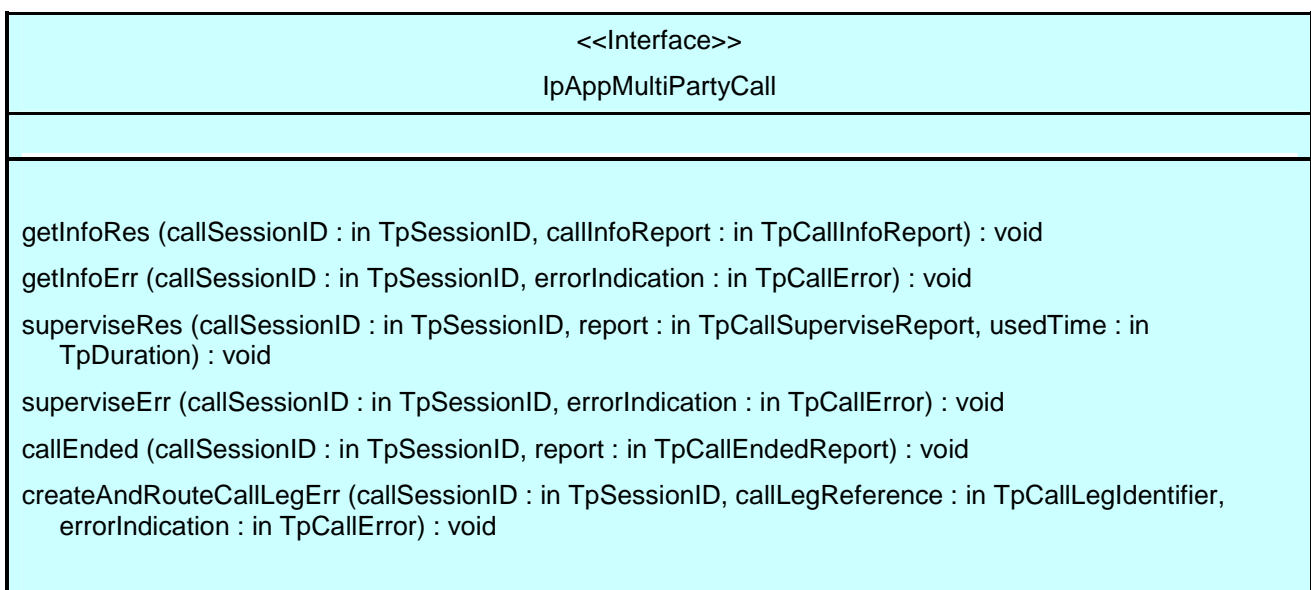 <<Interface>>
IpAppMultiPartyCall
getInfoRes (callSessionID : in TpSessionID, callInfoReport : in TpCallInfoReport) : void
getInfoErr (callSessionID : in TpSessionID, errorIndication : in TpCallError) : void
superviseRes (callSessionID : in TpSessionID, report : in TpCallSuperviseReport, usedTime : in
TpDuration) : void
superviseErr (callSessionID : in TpSessionID, errorIndication : in TpCallError) : void
callEnded (callSessionID : in TpSessionID, report : in TpCallEndedReport) : void
createAndRouteCallLegErr (callSessionID : in TpSessionID, callLegReference : in TpCallLegIdentifier,
errorIndication : in TpCallError) : void